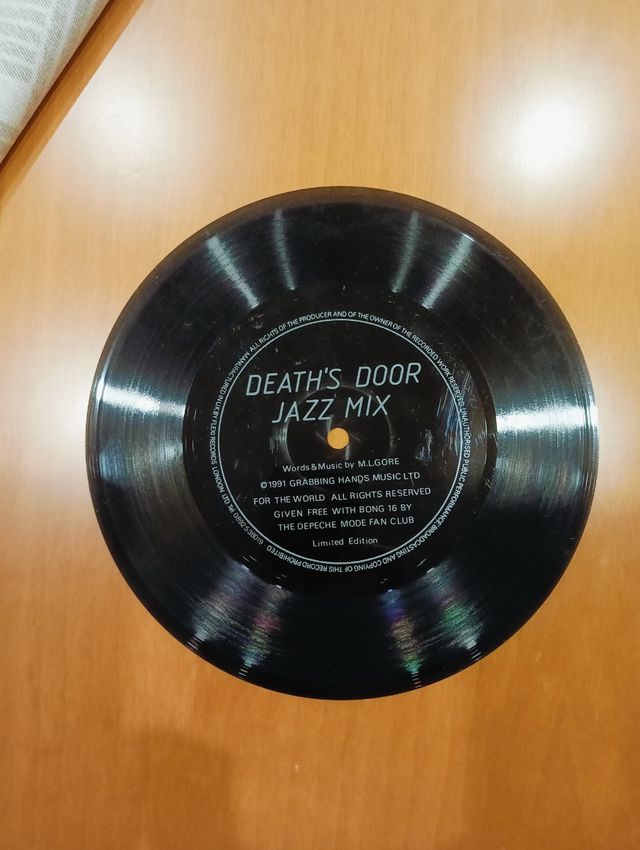 DEATH'S DOOR
JAZZ MIX
Words & Music by M.L.GORE
©1991 GRABBING HANDS MUSIC LTD
FOR THE WORLD ALL RIGHTS RESERVED
GIVEN FREE WITH BONG 16 BY
THE DEPECHE MODE FAN CLUB
Limited Edition
MANUFACTURED IN U.K. BY FLEXI RECORDS LONDON LTD. ALL RIGHTS OF THE PRODUCER AND OF THE OWNER OF THE RECORDED WORK RESERVED. UNAUTHORISED PUBLIC PERFORMANCE BROADCASTING AND COPYING OF THIS RECORD PROHIBITED